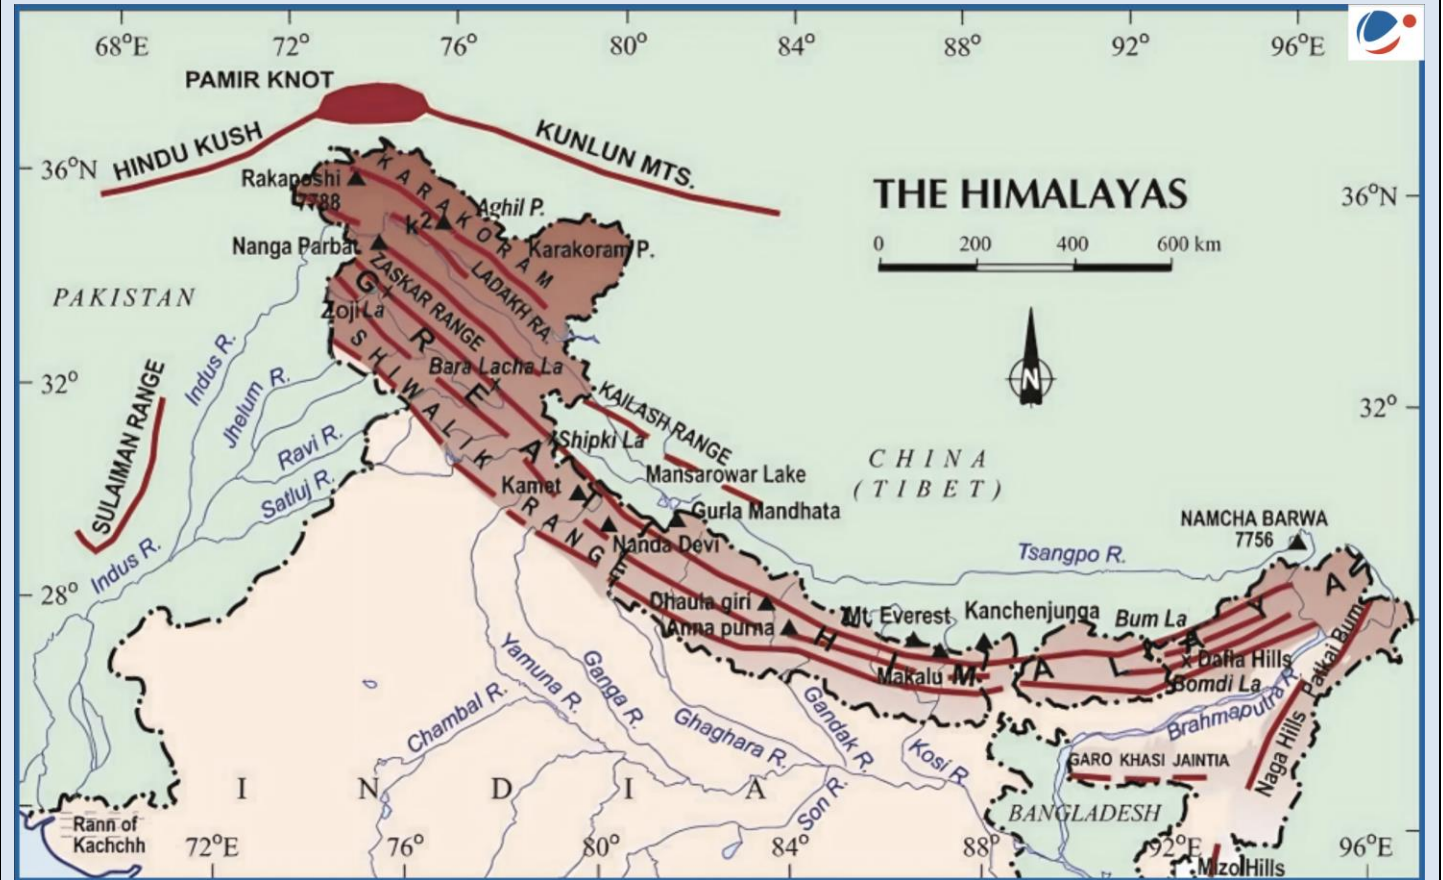 68°E 72° 76° 80° 84° 88° 92° 96°E
PAMIR KNOT
HINDU KUSH
KUNLUN MTS.
36°N
36°N
THE HIMALAYAS
0 200 400 600 km
Rakaposhi
7788
KARAKORAM
Aghil P.
K2
Nanga Parbat
Karakoram P.
ZASKAR RANGE
LADAKH RA.
PAKISTAN
Zoji La
N
Indus R.
Jhelum R.
32°
32°
Bara Lacha La
SHIWALIK RANGE
GREAT HIMALAYAN
KAILASH RANGE
SULAIMAN RANGE
Ravi R.
Shipki La
CHINA
(TIBET)
Satluj R.
Kamet
Mansarowar Lake
Gurla Mandhata
NAMCHA BARWA
7756
Nanda Devi
Tsangpo R.
Indus R.
28°
Dhaula giri
Anna purna
Mt. Everest
Kanchenjunga
Bum La
Makalu
Dafla Hills
Bomdi La
Patkai Bum
Yamuna R.
Ganga R.
Chambal R.
Ghaghara R.
Gandak R.
Kosi R.
Brahmaputra R.
Naga Hills
GARO KHASI JAINTIA
INDIA
Son R.
BANGLADESH
Rann of
Kachchh
72°E 76° 80° 84° 88° 92°E 96°E
Mizo Hills